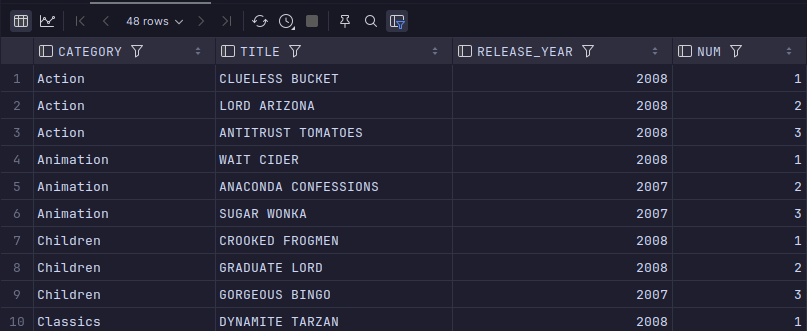 48 rows
CATEGORY TITLE RELEASE_YEAR NUM
1 Action CLUELESS BUCKET 2008 1
2 Action LORD ARIZONA 2008 2
3 Action ANTITRUST TOMATOES 2008 3
4 Animation WAIT CIDER 2008 1
5 Animation ANACONDA CONFESSIONS 2007 2
6 Animation SUGAR WONKA 2007 3
7 Children CROOKED FROGMEN 2008 1
8 Children GRADUATE LORD 2008 2
9 Children GORGEOUS BINGO 2007 3
10 Classics DYNAMITE TARZAN 2008 1